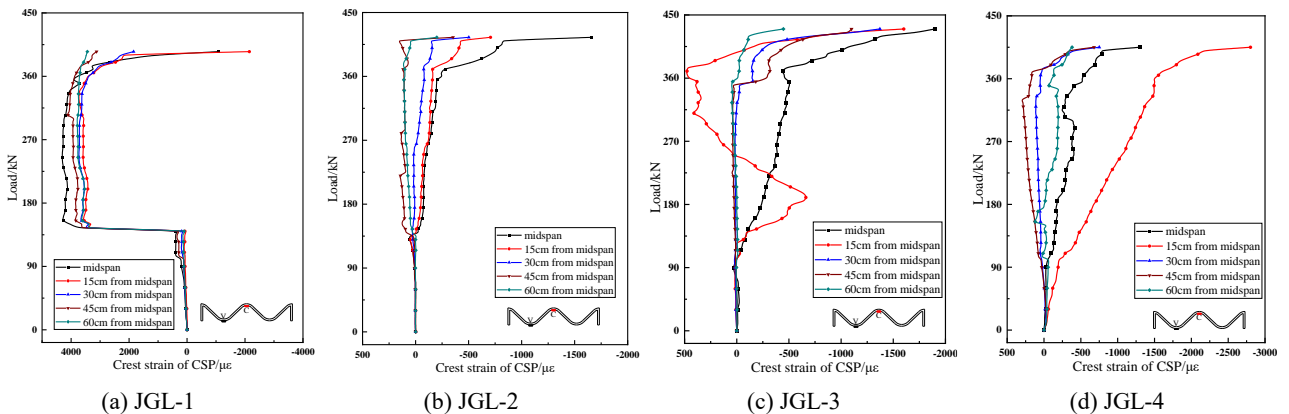 450
360
270
180
90
0
Load/kN
midspan
15cm from midspan
30cm from midspan
45cm from midspan
60cm from midspan
V
C
4000 2000 0 -2000 -4000
Crest strain of CSP/με
(a) JGL-1
450
360
270
180
90
0
Load/kN
midspan
15cm from midspan
30cm from midspan
45cm from midspan
60cm from midspan
V
C
500 0 -500 -1000 -1500 -2000
Crest strain of CSP/με
(b) JGL-2
450
360
270
180
90
0
Load/kN
midspan
15cm from midspan
30cm from midspan
45cm from midspan
60cm from midspan
V
C
500 0 -500 -1000 -1500 -2000
Crest strain of CSP/με
(c) JGL-3
450
360
270
180
90
0
Load/kN
midspan
15cm from midspan
30cm from midspan
45cm from midspan
60cm from midspan
V
C
500 0 -500 -1000 -1500 -2000 -2500 -3000
Crest strain of CSP/με
(d) JGL-4